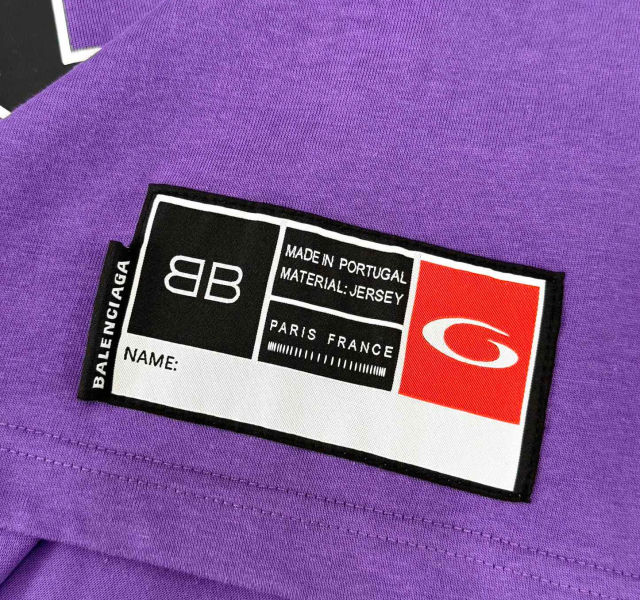 BALENCIAGA
BB
MADE IN PORTUGAL
MATERIAL: JERSEY
PARIS FRANCE
G
NAME: